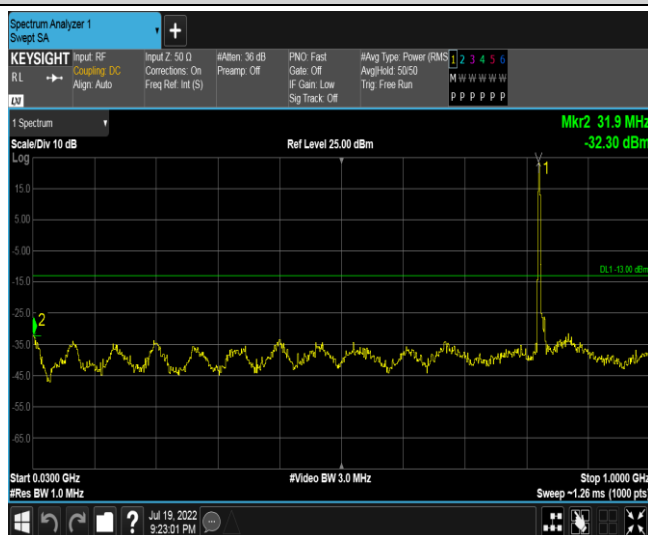 Spectrum Analyzer 1
Swept SA
+
KEYSIGHT
RL
Input: RF
Coupling: DC
Align: Auto
Input Z: 50 Ω
Corrections: On
Freq Ref: Int (S)
#Atten: 36 dB
Preamp: Off
PNO: Fast
Gate: Off
IF Gain: Low
Sig Track: Off
#Avg Type: Power (RMS
Avg|Hold: 50/50
Trig: Free Run
1 2 3 4 5 6
M W W W W W
P P P P P P
LXI
1 Spectrum
Scale/Div 10 dB
Ref Level 25.00 dBm
Mkr2 31.9 MHz
-32.30 dBm
Log
15.0
5.00
-5.00
-15.0
-25.0
-35.0
-45.0
-55.0
-65.0
1
2
DL1 -13.00 dBm
Start 0.0300 GHz
#Res BW 1.0 MHz
#Video BW 3.0 MHz
Stop 1.0000 GHz
Sweep ~1.26 ms (1000 pts)
?
Jul 19, 2022
9:23:01 PM